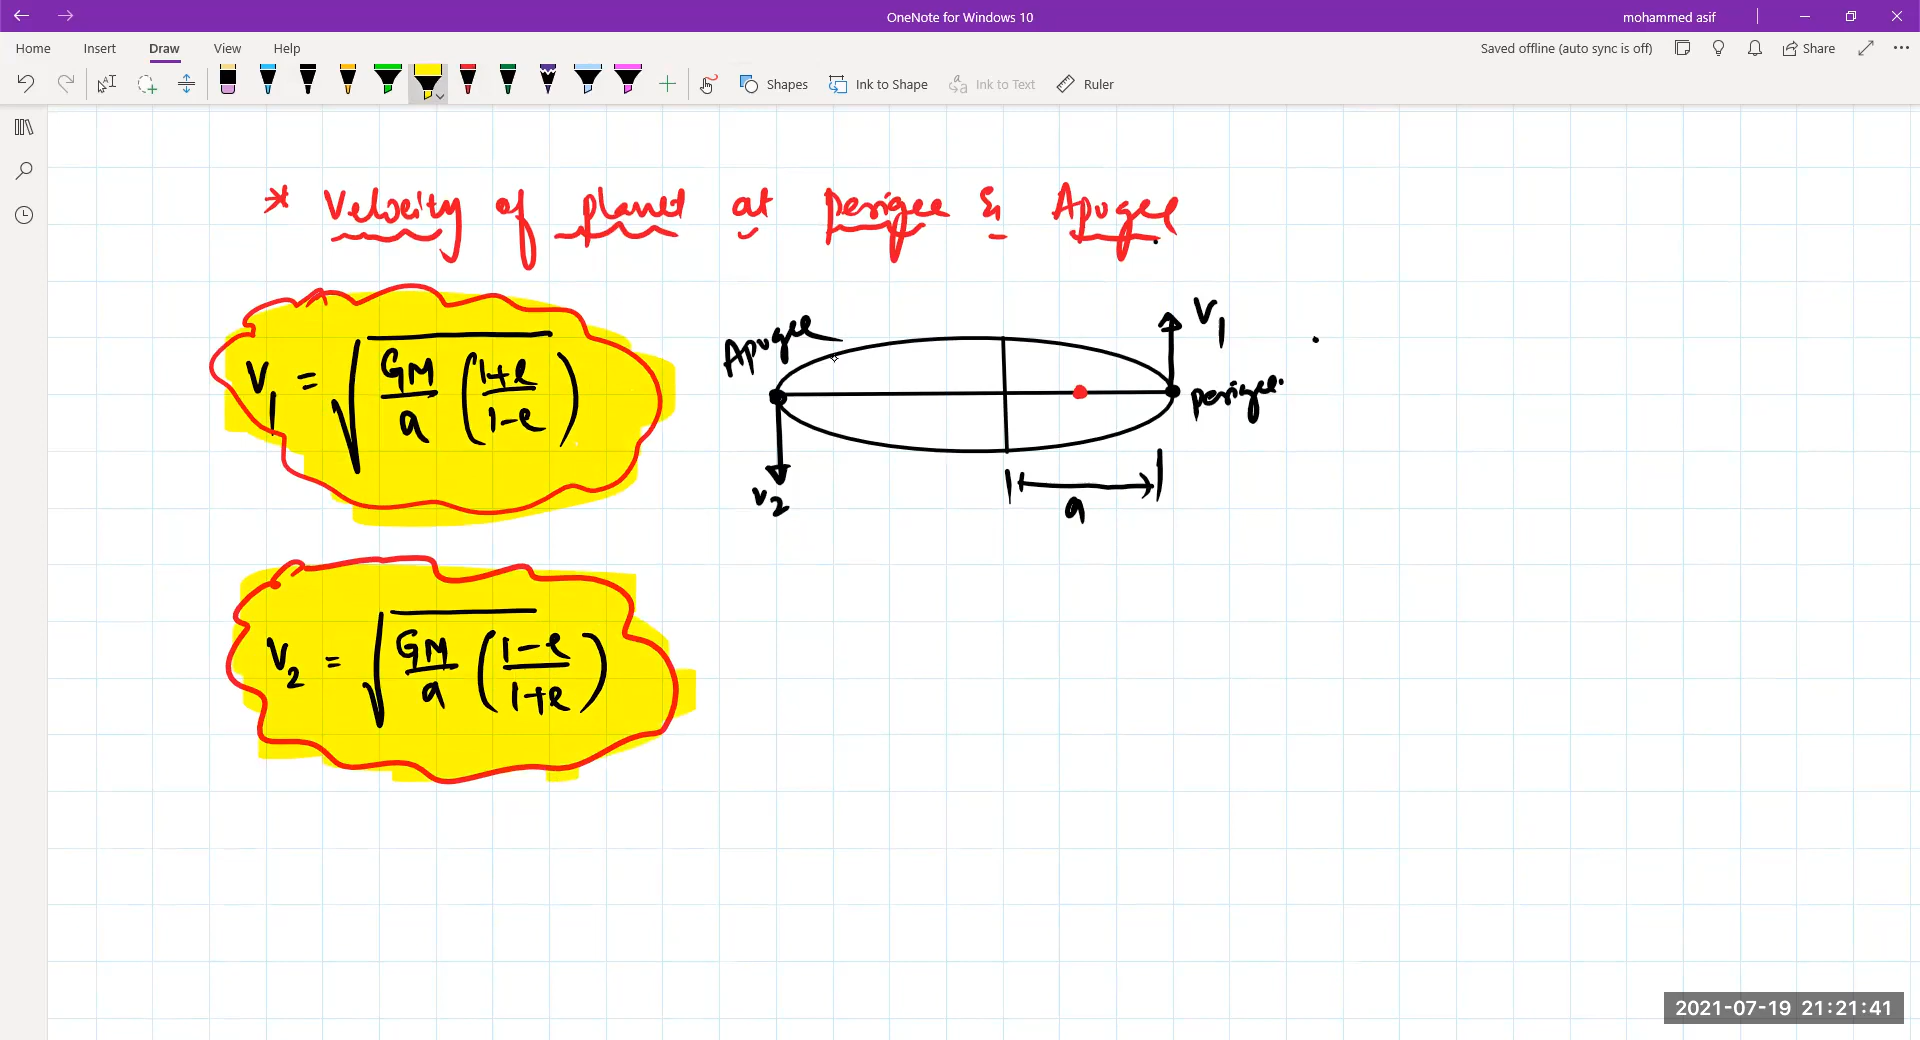 OneNote for Windows 10
mohammed asif
Home Insert Draw View Help
Saved offline (auto sync is off) Share
Shapes Ink to Shape Ink to Text Ruler
* Velocity of planet at perigee & Apogee
V₁ = √(GM/a ((1+e)/(1-e)))
Apogee
V₁
perigee
V₂
a
V₂ = √(GM/a ((1-e)/(1+e)))
2021-07-19 21:21:41